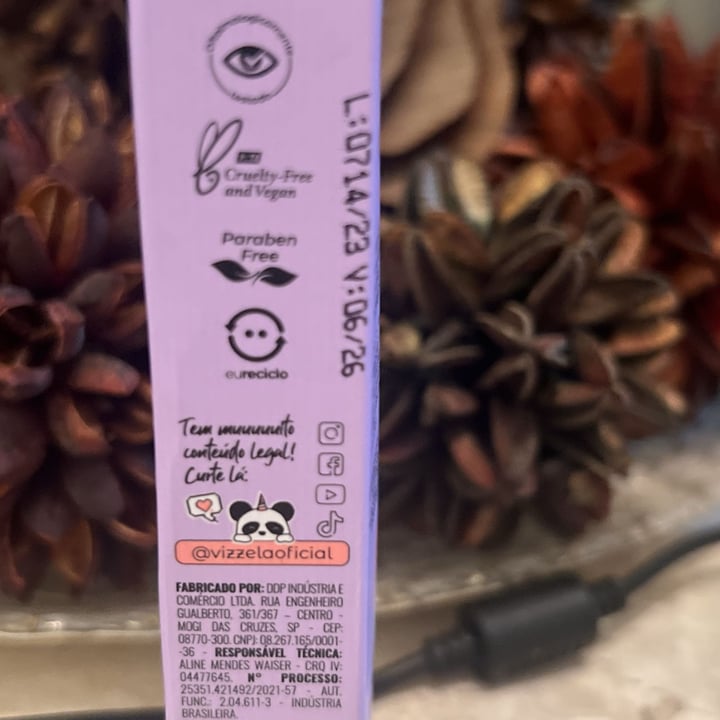 Oftalmologicamente
testado
Cruelty-Free
and Vegan
Paraben
Free
eureciclo
L:0714/23 V:06/26
Tem muuuuuito
conteúdo legal!
Curte lá:
@vizzelaoficial
FABRICADO POR: DDP INDÚSTRIA E
COMÉRCIO LTDA. RUA ENGENHEIRO
GUALBERTO, 361/367 – CENTRO -
MOGI DAS CRUZES, SP - CEP:
08770-300. CNPJ: 08.267.165/0001-
-36 - RESPONSÁVEL TÉCNICA:
ALINE MENDES WAISER - CRQ IV:
04477645. Nº PROCESSO:
25351.421492/2021-57 - AUT.
FUNC.: 2.04.611-3 - INDÚSTRIA
BRASILEIRA.